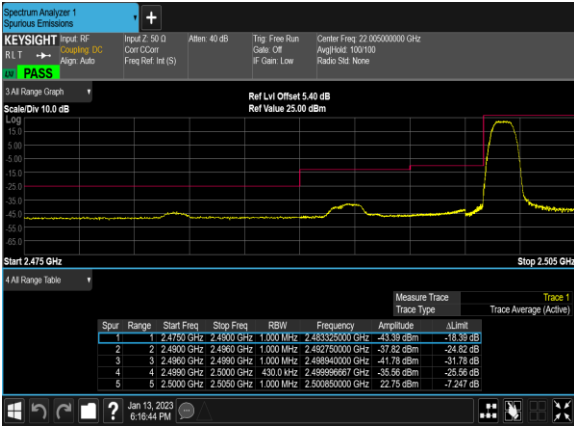 Spectrum Analyzer 1
Spurious Emissions
+
KEYSIGHT Input: RF Input Z: 50 Ω Atten: 40 dB Trig: Free Run Center Freq: 22.005000000 GHz
RLT Coupling: DC Corr CCorr Gate: Off Avg|Hold: 100/100
Align: Auto Freq Ref: Int (S) IF Gain: Low Radio Std: None
LW PASS
3 All Range Graph
Ref Lvl Offset 5.40 dB
Scale/Div 10.0 dB Ref Value 25.00 dBm
Log
15.0
5.00
-5.00
-15.0
-25.0
-35.0
-45.0
-55.0
-65.0
Start 2.475 GHz Stop 2.505 GHz
4 All Range Table
Measure Trace Trace 1
Trace Type Trace Average (Active)
Spur Range Start Freq Stop Freq RBW Frequency Amplitude ΔLimit
1 1 2.4750 GHz 2.4900 GHz 1.000 MHz 2.483325000 GHz -43.39 dBm -18.39 dB
2 2 2.4900 GHz 2.4960 GHz 1.000 MHz 2.492750000 GHz -37.82 dBm -24.82 dB
3 3 2.4960 GHz 2.4990 GHz 1.000 MHz 2.498940000 GHz -41.78 dBm -31.78 dB
4 4 2.4990 GHz 2.5000 GHz 430.0 kHz 2.499996667 GHz -35.56 dBm -25.56 dB
5 5 2.5000 GHz 2.5050 GHz 1.000 MHz 2.500850000 GHz 22.75 dBm -7.247 dB
? Jan 13, 2023
6:16:44 PM